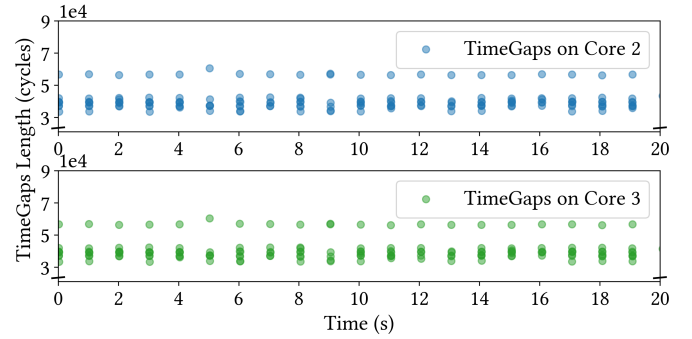 1e4
9
7
5
3
TimeGaps on Core 2
0 2 4 6 8 10 12 14 16 18 20
TimeGaps Length (cycles)
1e4
9
7
5
3
TimeGaps on Core 3
0 2 4 6 8 10 12 14 16 18 20
Time (s)